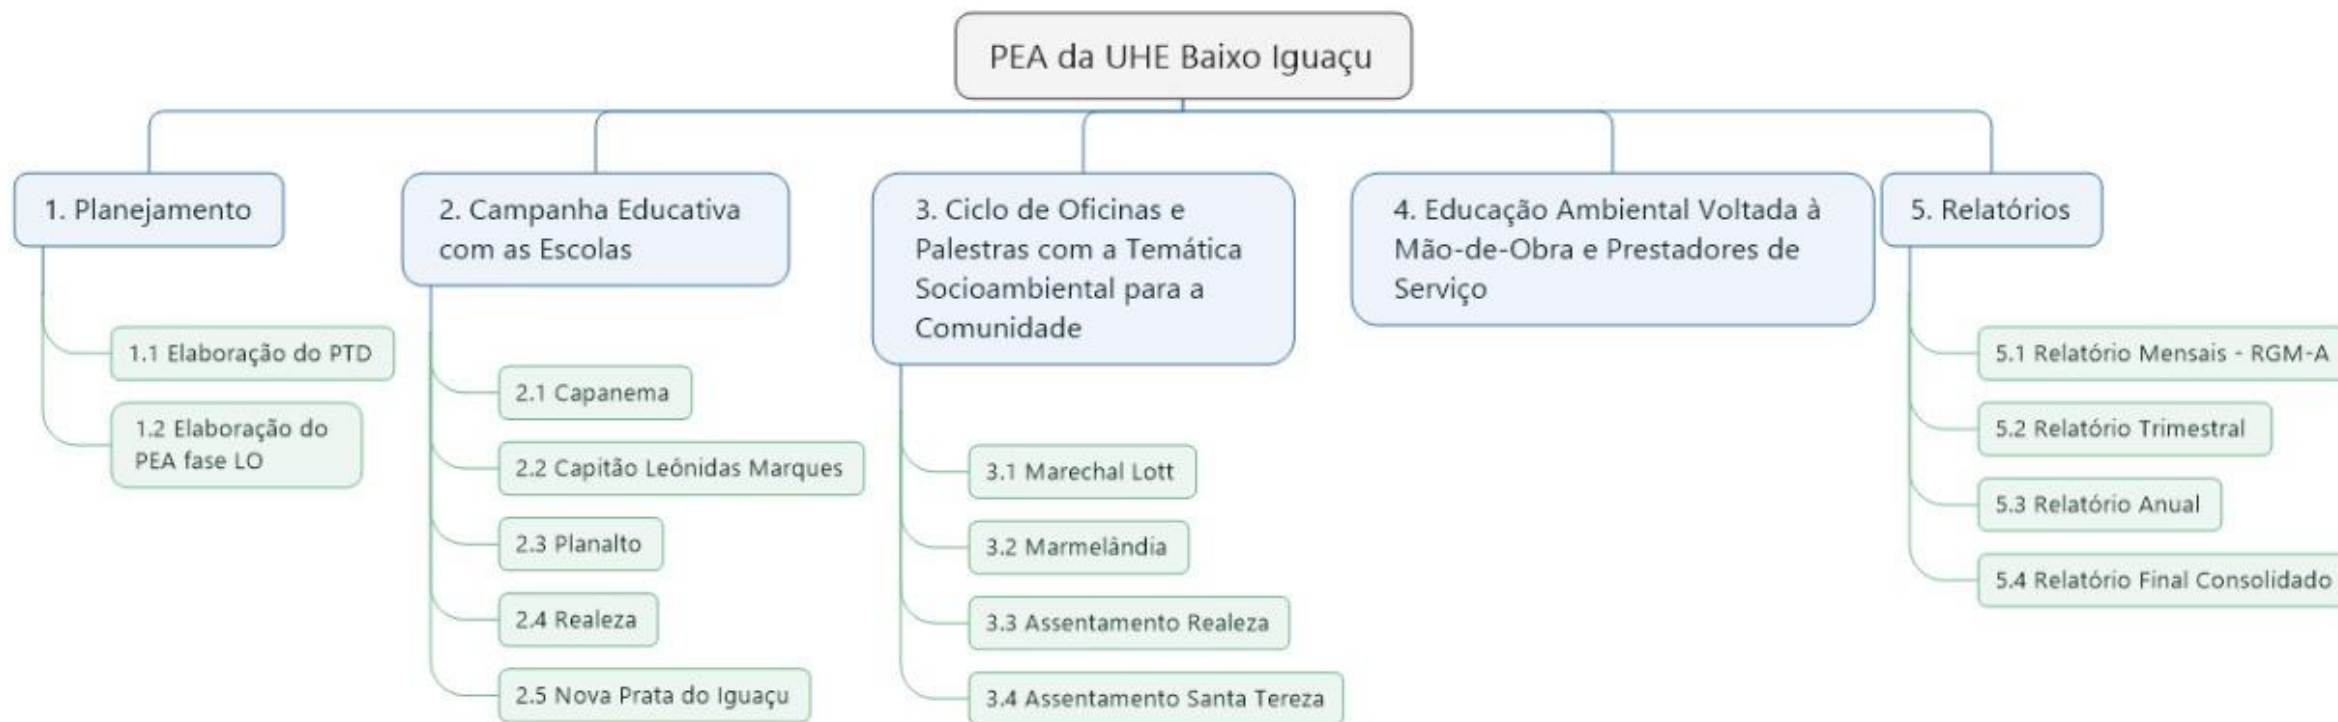 PEA da UHE Baixo Iguaçu
1. Planejamento
1.1 Elaboração do PTD
1.2 Elaboração do
PEA fase LO
2. Campanha Educativa
com as Escolas
2.1 Capanema
2.2 Capitão Leónidas Marques
2.3 Planalto
2.4 Realeza
2.5 Nova Prata do Iguaçu
3. Ciclo de Oficinas e
Palestras com a Temática
Socioambiental para a
Comunidade
3.1 Marechal Lott
3.2 Marmelândia
3.3 Assentamento Realeza
3.4 Assentamento Santa Tereza
4. Educação Ambiental Voltada à
Mão-de-Obra e Prestadores de
Serviço
5. Relatórios
5.1 Relatório Mensais - RGM-A
5.2 Relatório Trimestral
5.3 Relatório Anual
5.4 Relatório Final Consolidado